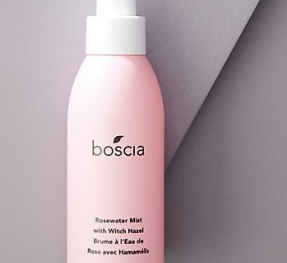 boscia
Rosewater Mist
with Witch Hazel
Brume à l'Eau de
Rose avec Hamamélis